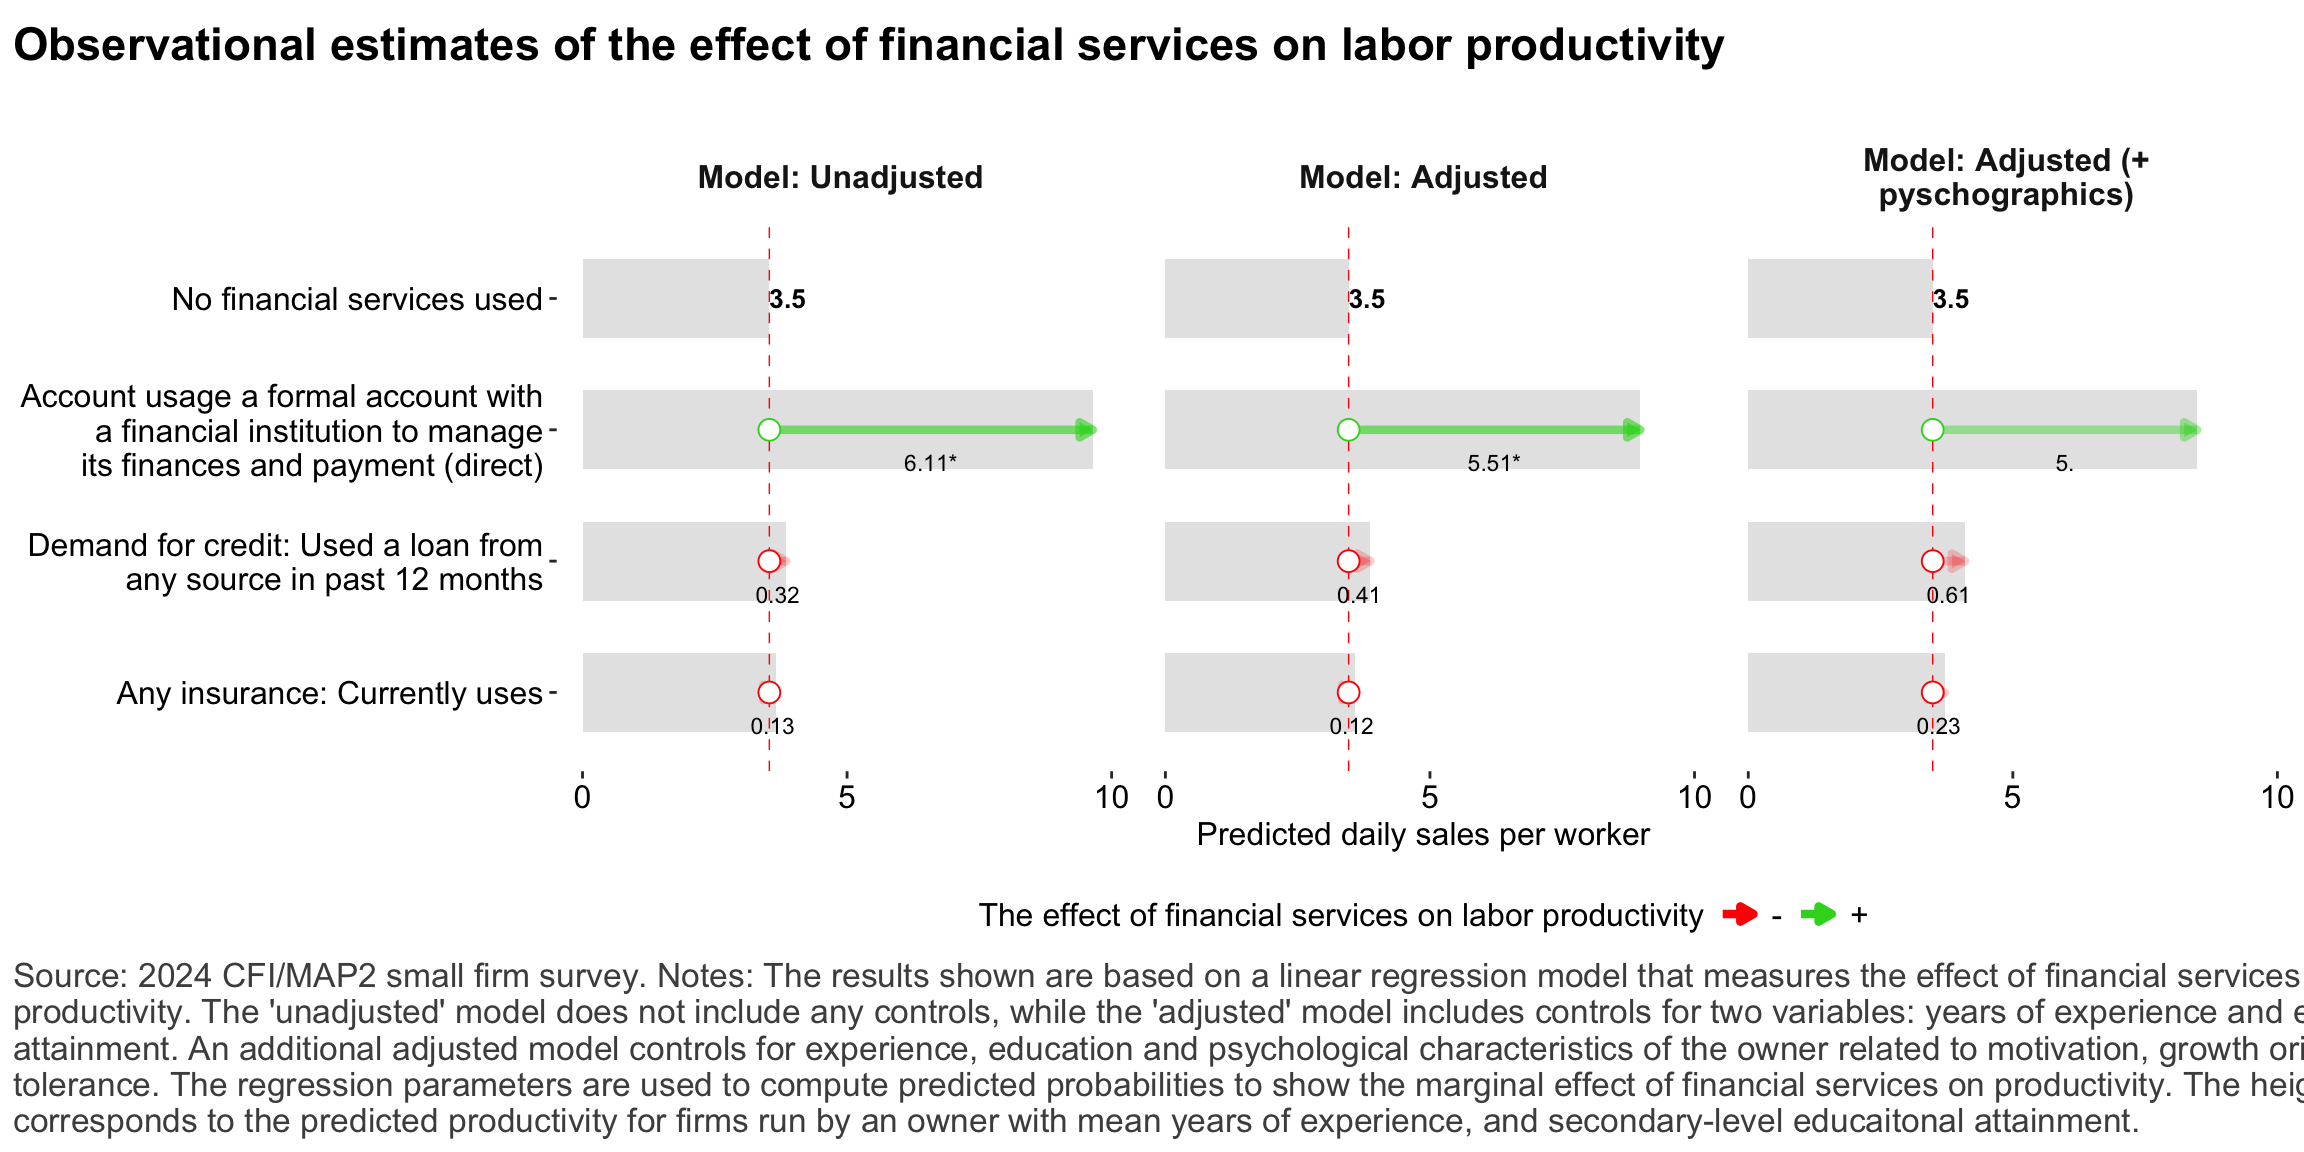 Observational estimates of the effect of financial services on labor productivity
Model: Unadjusted
Model: Adjusted
Model: Adjusted (+
pyschographics)
No financial services used
3.5
3.5
3.5
Account usage a formal account with
a financial institution to manage
its finances and payment (direct)
6.11*
5.51*
5.
Demand for credit: Used a loan from
any source in past 12 months
0.32
0.41
0.61
Any insurance: Currently uses
0.13
0.12
0.23
0 5 10 0 5 10 0 5 10
Predicted daily sales per worker
The effect of financial services on labor productivity - +
Source: 2024 CFI/MAP2 small firm survey. Notes: The results shown are based on a linear regression model that measures the effect of financial services
productivity. The 'unadjusted' model does not include any controls, while the 'adjusted' model includes controls for two variables: years of experience and
attainment. An additional adjusted model controls for experience, education and psychological characteristics of the owner related to motivation, growth
tolerance. The regression parameters are used to compute predicted probabilities to show the marginal effect of financial services on productivity. The
corresponds to the predicted productivity for firms run by an owner with mean years of experience, and secondary-level educaitonal attainment.